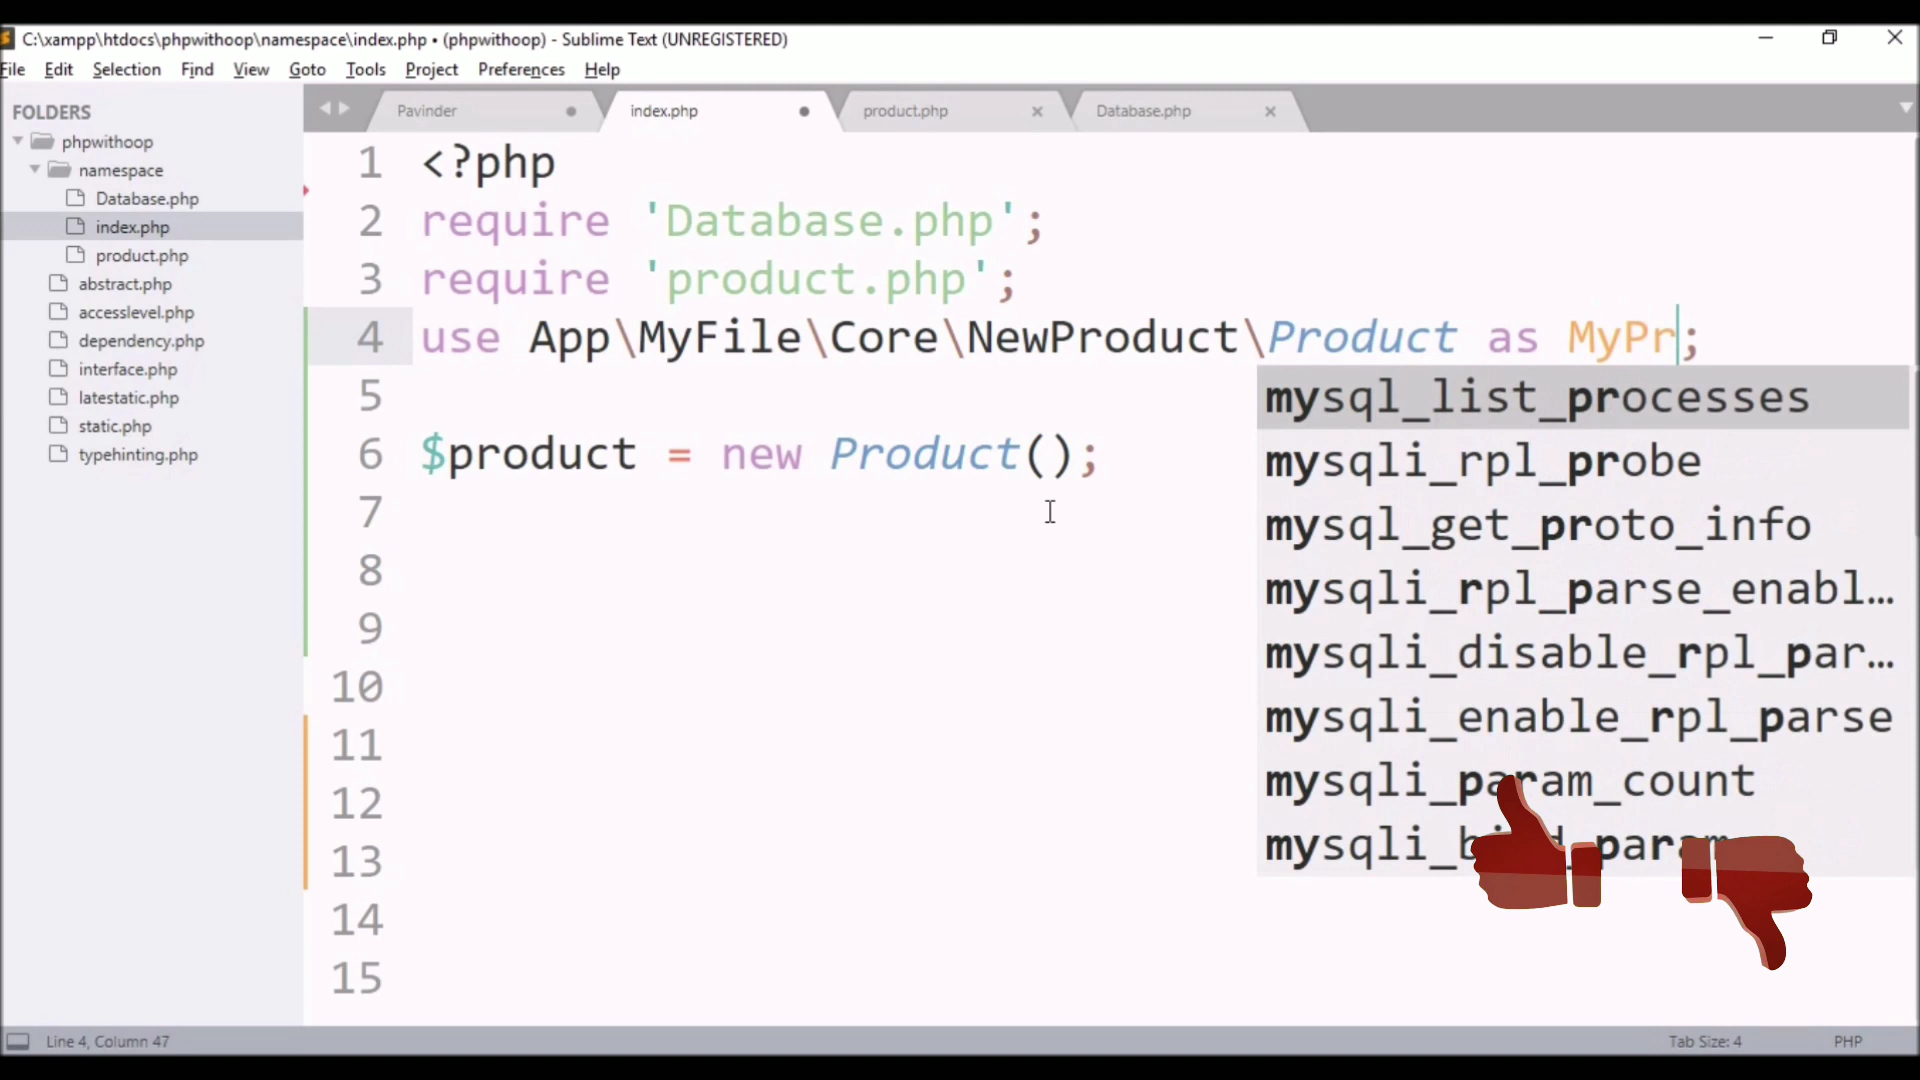 C:\xampp\htdocs\phpwithoop\namespace\index.php • (phpwithoop) - Sublime Text (UNREGISTERED)
File Edit Selection Find View Goto Tools Project Preferences Help
FOLDERS
phpwithoop
namespace
Database.php
index.php
product.php
abstract.php
accesslevel.php
dependency.php
interface.php
latestatic.php
static.php
typehinting.php
Pavinder index.php product.php Database.php
1 <?php
2 require 'Database.php';
3 require 'product.php';
4 use App\MyFile\Core\NewProduct\Product as MyPr;
5
6 $product = new Product();
7
8
9
10
11
12
13
14
15
mysql_list_processes
mysqli_rpl_probe
mysql_get_proto_info
mysqli_rpl_parse_enabl…
mysqli_disable_rpl_par…
mysqli_enable_rpl_parse
mysqli_param_count
mysqli_bind_param
Line 4, Column 47
Tab Size: 4
PHP